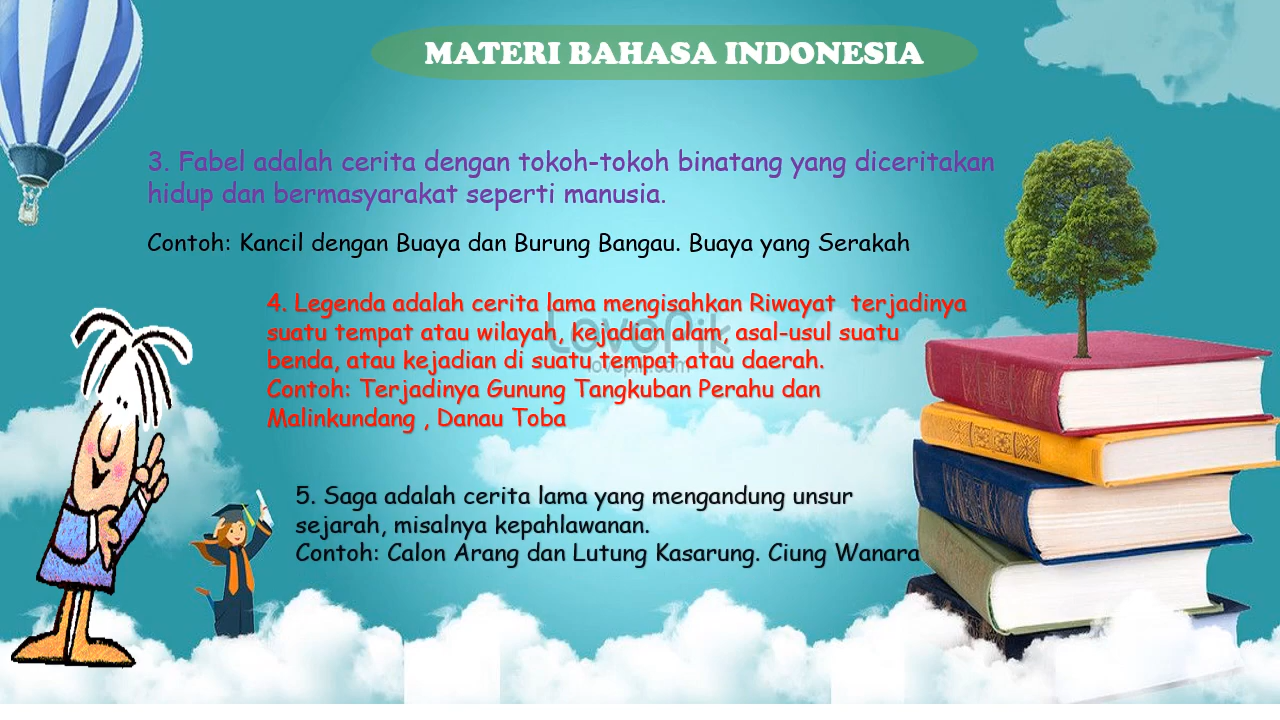 MATERI BAHASA INDONESIA
3. Fabel adalah cerita dengan tokoh-tokoh binatang yang diceritakan
hidup dan bermasyarakat seperti manusia.
Contoh: Kancil dengan Buaya dan Burung Bangau. Buaya yang Serakah
4. Legenda adalah cerita lama mengisahkan Riwayat  terjadinya
suatu tempat atau wilayah, kejadian alam, asal-usul suatu
benda, atau kejadian di suatu tempat atau daerah.
Contoh: Terjadinya Gunung Tangkuban Perahu dan
Malinkundang , Danau Toba
LovePik
lovepik.com
5. Saga adalah cerita lama yang mengandung unsur
sejarah, misalnya kepahlawanan.
Contoh: Calon Arang dan Lutung Kasarung. Ciung Wanara